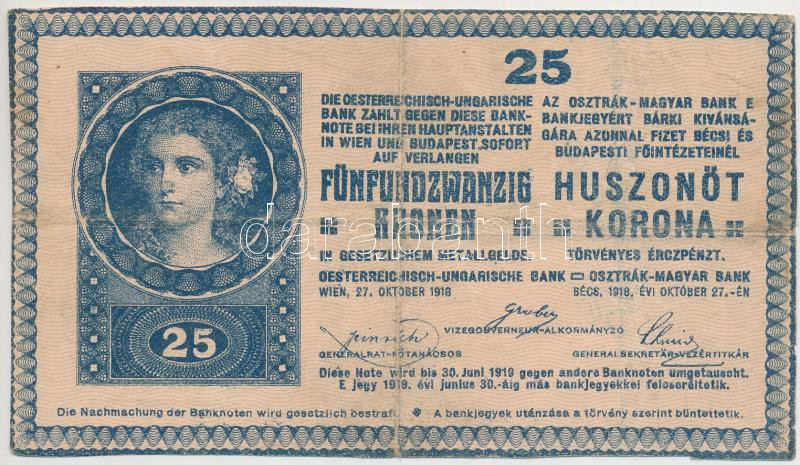 25
DIE OESTERREICHISCH-UNGARISCHE
BANK ZAHLT GEGEN DIESE BANK-
NOTE BEI IHREN HAUPTANSTALTEN
IN WIEN UND BUDAPEST SOFORT
AUF VERLANGEN
FÜNFUNDZWANZIG
KRONEN
IN GESETZLICHEM METALLGELDE.
OESTERREICHISCH-UNGARISCHE BANK
WIEN, 27. OKTOBER 1918
AZ OSZTRÁK-MAGYAR BANK E
BANKJEGYÉRT BÁRKI KIVÁNSÁ-
GÁRA AZONNAL FIZET BÉCSI ÉS
BUDAPESTI FŐINTÉZETEINÉL
HUSZONÖT
KORONA
TÖRVÉNYES ÉRCZPÉNZT.
OSZTRÁK-MAGYAR BANK
BÉCS, 1918. ÉVI OKTÓBER 27.-ÉN
Gruber
VIZEGOUVERNEUR-ALKORMÁNYZÓ
GENERALRAT-FŐTANÁCSOS
GENERALSEKRETÄR-VEZÉRTITKÁR
Diese Note wird bis 30. Juni 1919 gegen andere Banknoten umgetauscht.
E jegy 1919. évi junius 30.-áig más bankjegyekkel felcseréltetik.
25
Die Nachmachung der Banknoten wird gesetzlich bestraft. A bankjegyek utánzása a törvény szerint büntettetik.
darabanth